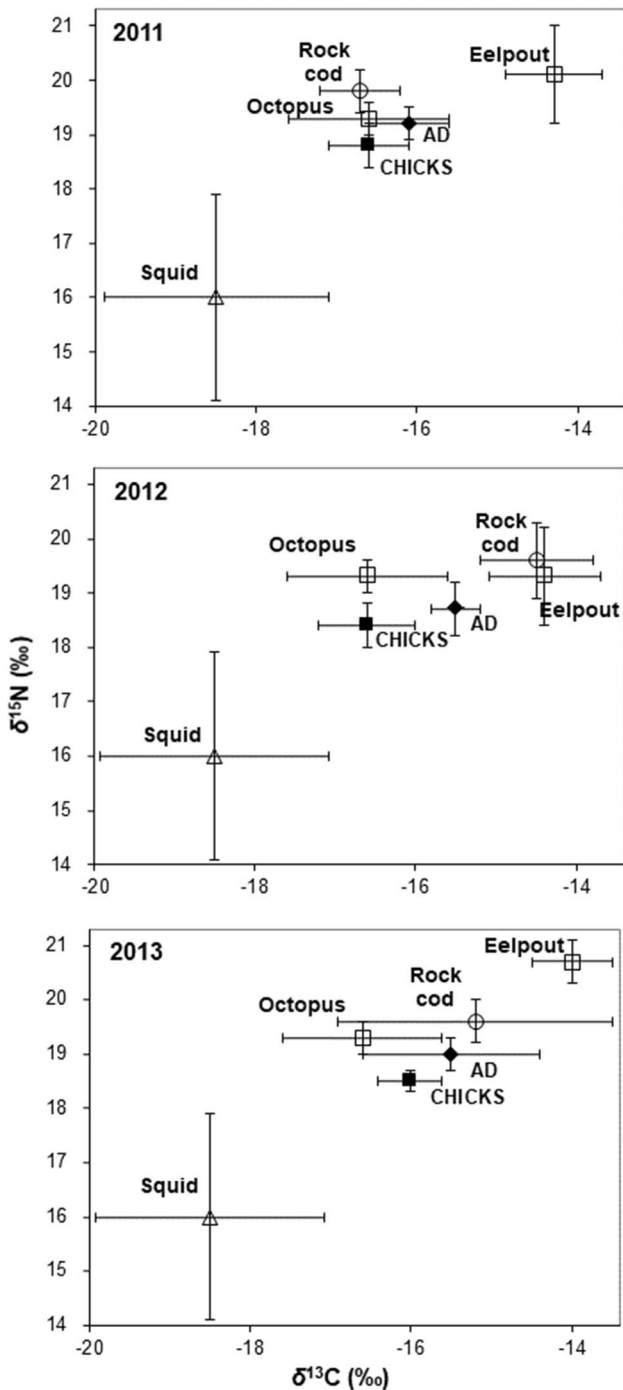 2011
21
20
19
18
17
16
15
14
Rock
cod
Eelpout
Octopus
AD
CHICKS
Squid
-20
-18
-16
-14
2012
21
20
19
18
17
16
15
14
Rock
cod
Octopus
Eelpout
AD
CHICKS
Squid
-20
-18
-16
-14
δ15N (‰)
2013
21
20
19
18
17
16
15
14
Eelpout
Rock
cod
Octopus
AD
CHICKS
Squid
-20
-18
-16
-14
δ13C (‰)